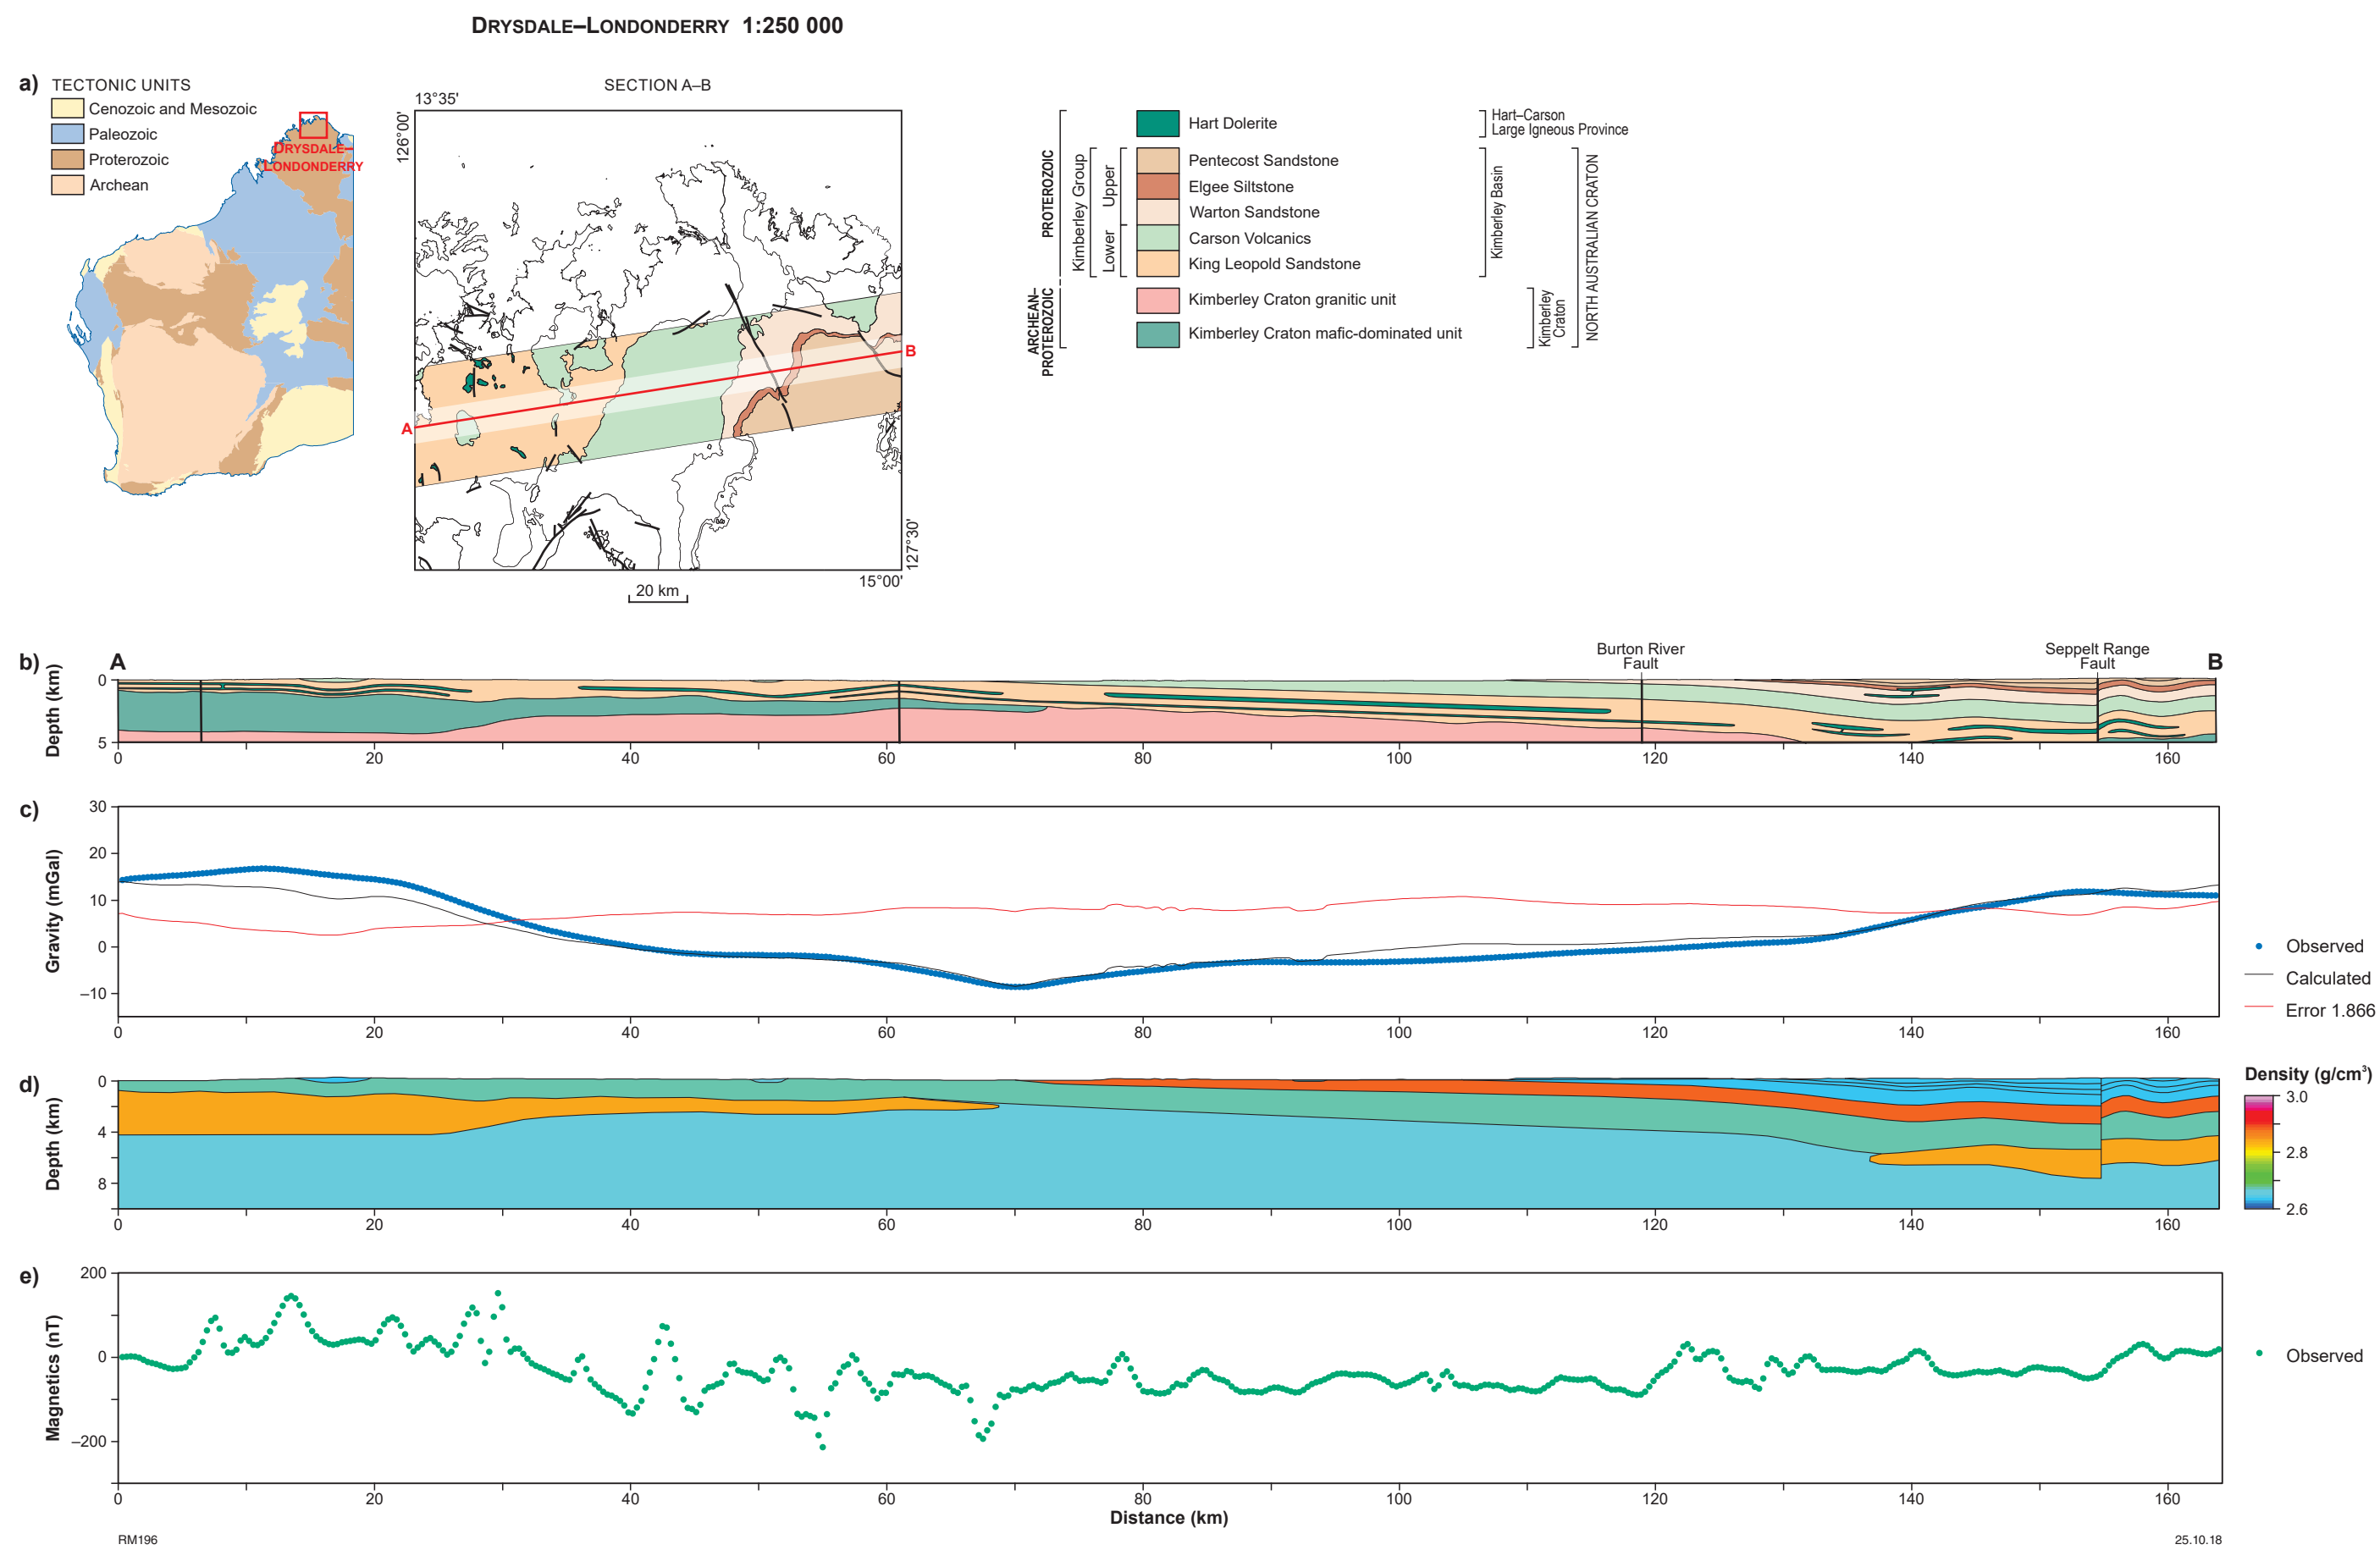 DRYSDALE–LONDONDERRY 1:250 000
a) TECTONIC UNITS
Cenozoic and Mesozoic
Paleozoic
Proterozoic
Archean
DRYSDALE–
LONDONDERRY
SECTION A–B
13°35'
126°00'
A
B
127°30'
15°00'
20 km
PROTEROZOIC
ARCHEAN–
PROTEROZOIC
Kimberley Group
Upper
Lower
Hart Dolerite
Pentecost Sandstone
Elgee Siltstone
Warton Sandstone
Carson Volcanics
King Leopold Sandstone
Kimberley Craton granitic unit
Kimberley Craton mafic-dominated unit
Hart–Carson
Large Igneous Province
Kimberley Basin
Kimberley
Craton
NORTH AUSTRALIAN CRATON
b)
A
Burton River
Fault
Seppelt Range
Fault
B
Depth (km)
0
5
0 20 40 60 80 100 120 140 160
c)
Gravity (mGal)
30
20
10
0
–10
0 20 40 60 80 100 120 140 160
Observed
Calculated
Error 1.866
d)
Depth (km)
0
4
8
0 20 40 60 80 100 120 140 160
Density (g/cm³)
3.0
2.8
2.6
e)
Magnetics (nT)
200
0
–200
0 20 40 60 80 100 120 140 160
Observed
Distance (km)
RM196
25.10.18